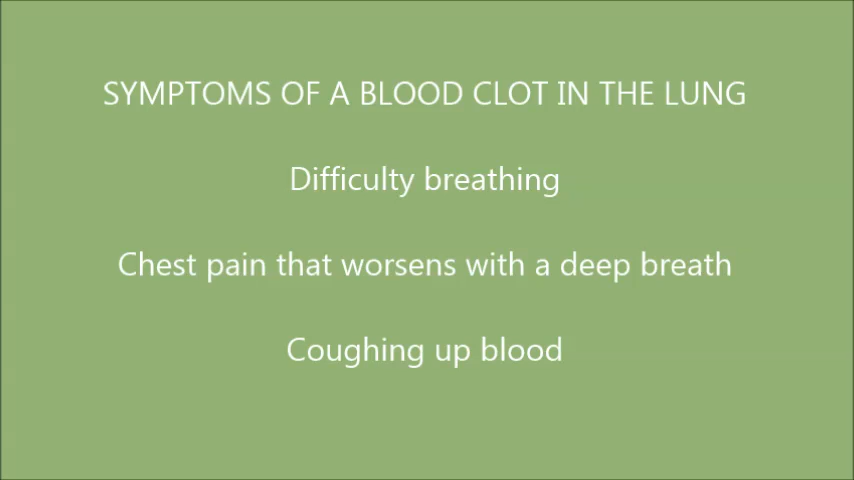 SYMPTOMS OF A BLOOD CLOT IN THE LUNG
Difficulty breathing
Chest pain that worsens with a deep breath
Coughing up blood